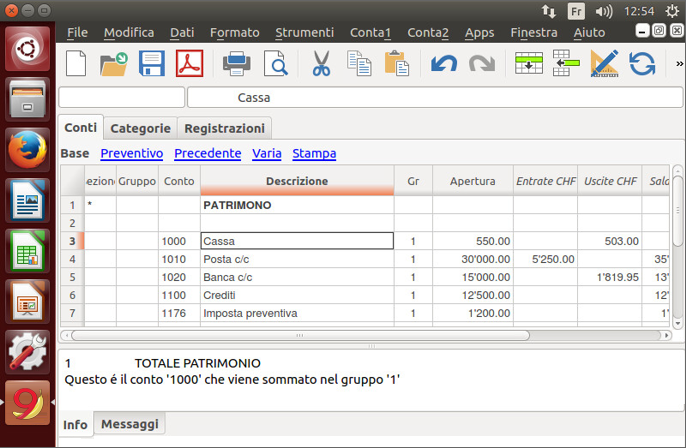 Fr 12:54
File Modifica Dati Formato Strumenti Conta1 Conta2 Apps Finestra Aiuto
»
Cassa
Conti Categorie Registrazioni
Base Preventivo Precedente Varia Stampa
ezion Gruppo Conto Descrizione Gr Apertura Entrate CHF Uscite CHF Sald
1 * PATRIMONO
2
3 1000 Cassa 1 550.00 503.00
4 1010 Posta c/c 1 30'000.00 5'250.00 35'
5 1020 Banca c/c 1 15'000.00 1'819.95 13'
6 1100 Crediti 1 12'500.00 12'
7 1176 Imposta preventiva 1 1'200.00 1'
1 TOTALE PATRIMONIO
Questo é il conto '1000' che viene sommato nel gruppo '1'
Info Messaggi
9